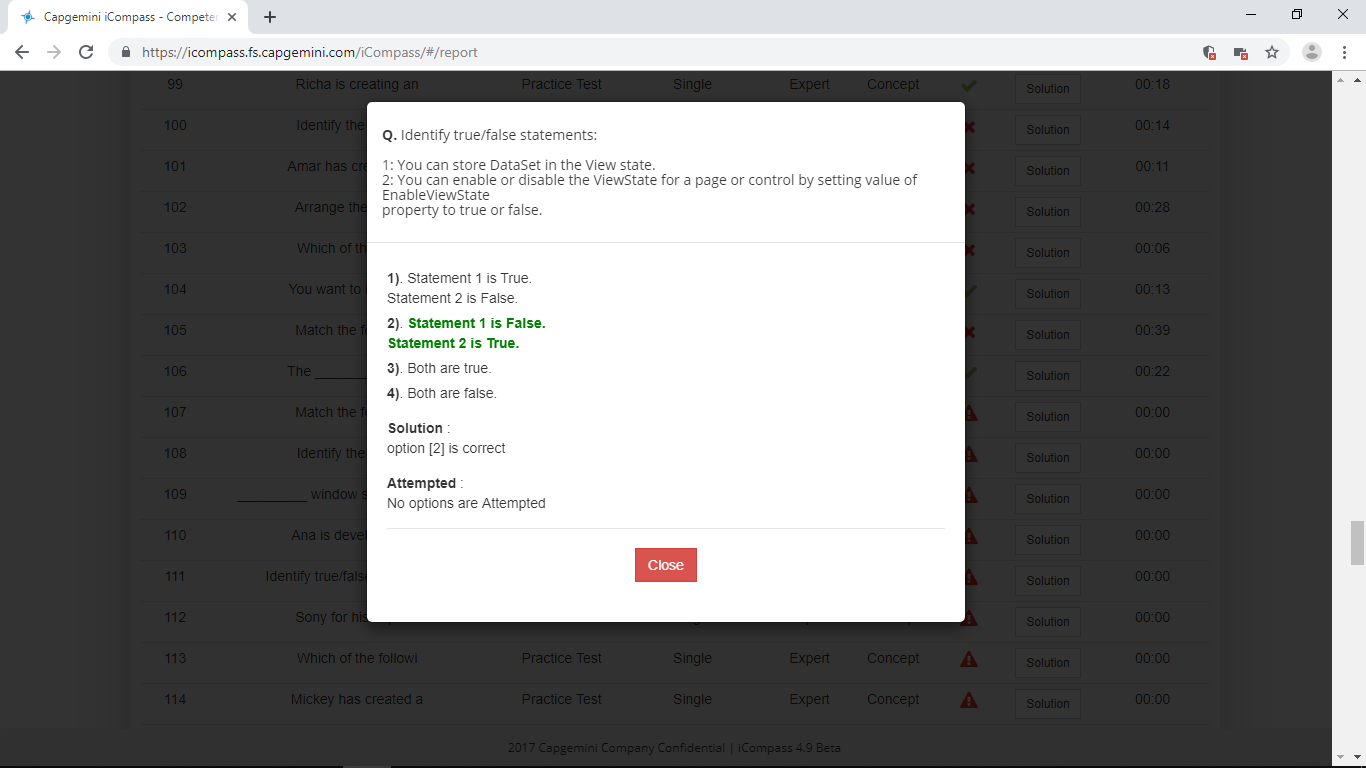 Capgemini iCompass - Competer
https://icompass.fs.capgemini.com/iCompass/#/report
99 Richa is creating an Practice Test Single Expert Concept Solution 00:18
100 Identify the Solution 00:14
101 Amar has cre Solution 00:11
102 Arrange the Solution 00:28
103 Which of th Solution 00:06
104 You want to Solution 00:13
105 Match the f Solution 00:39
106 The ________ Solution 00:22
107 Match the f Solution 00:00
108 Identify the Solution 00:00
109 _________ window s Solution 00:00
110 Ana is devel Solution 00:00
111 Identify true/fals Solution 00:00
112 Sony for his Solution 00:00
113 Which of the followi Practice Test Single Expert Concept Solution 00:00
114 Mickey has created a Practice Test Single Expert Concept Solution 00:00
Q. Identify true/false statements:
1: You can store DataSet in the View state.
2: You can enable or disable the ViewState for a page or control by setting value of
EnableViewState
property to true or false.
1). Statement 1 is True.
Statement 2 is False.
2). Statement 1 is False.
Statement 2 is True.
3). Both are true.
4). Both are false.
Solution :
option [2] is correct
Attempted :
No options are Attempted
Close
2017 Capgemini Company Confidential | iCompass 4.9 Beta